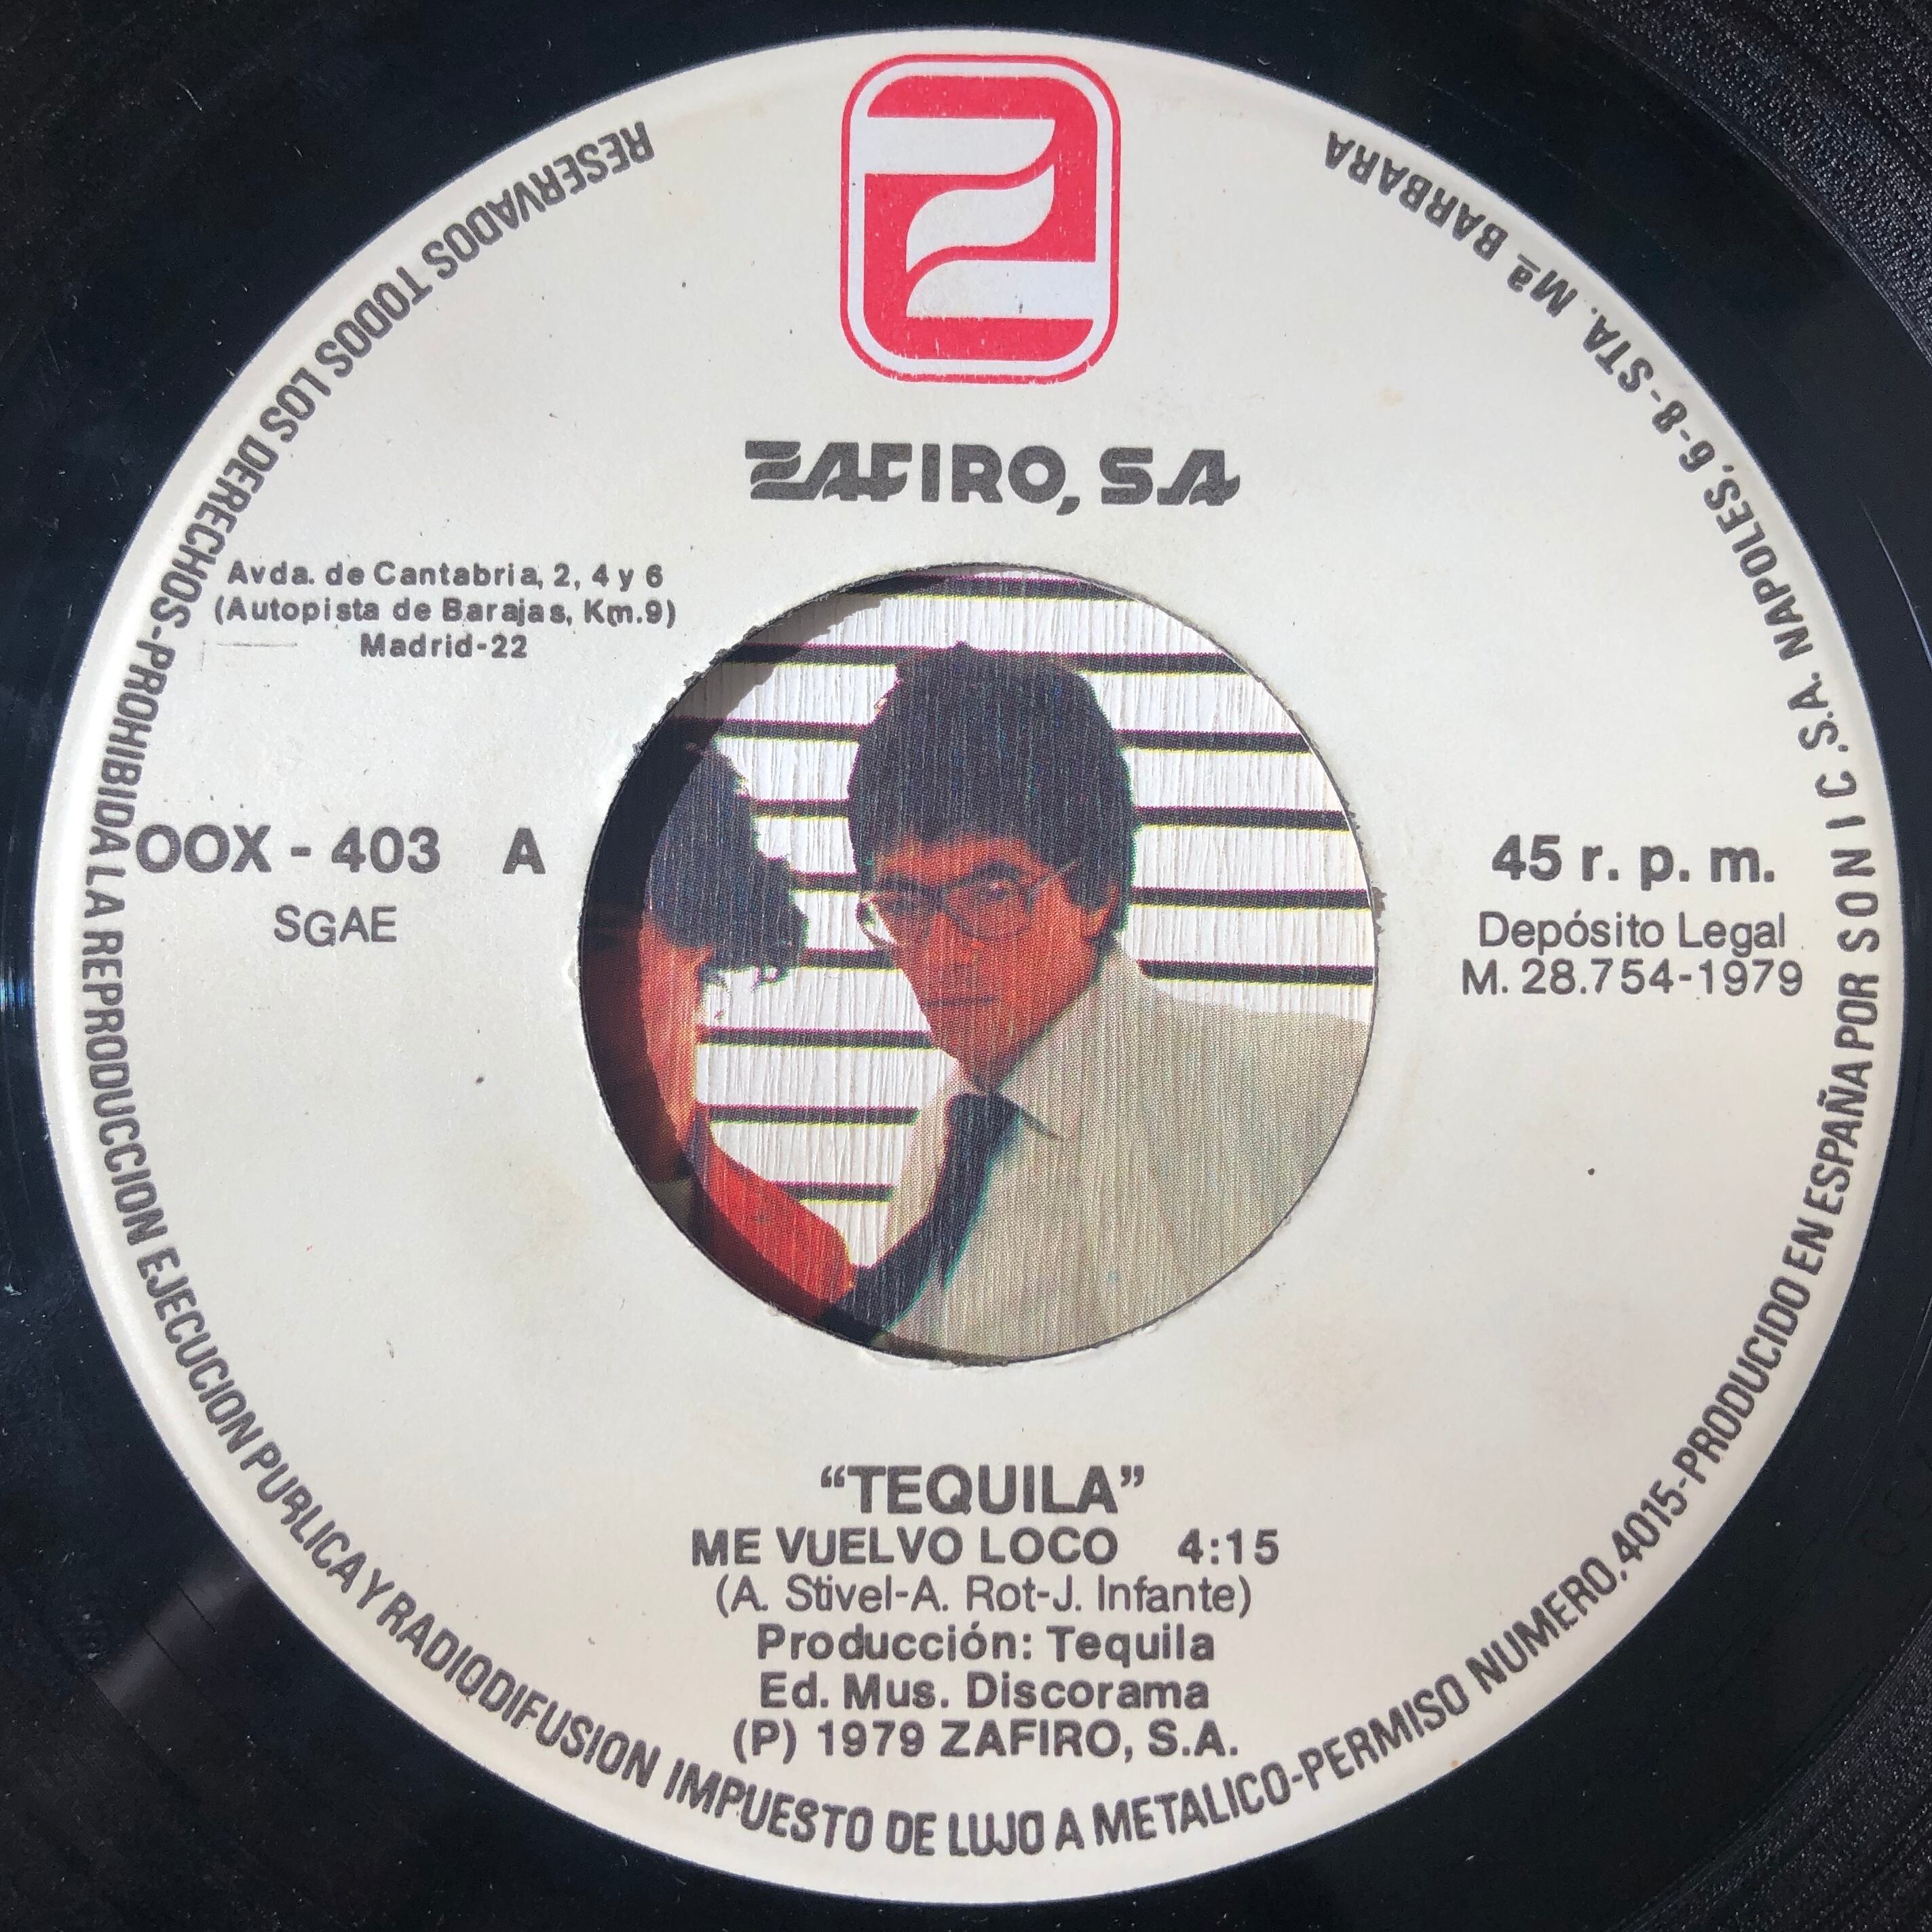 Z
ZAFIRO, SA
Avda. de Cantabria, 2, 4 y 6
(Autopista de Barajas, Km.9)
Madrid-22
OOX - 403 A
SGAE
45 r. p. m.
Depósito Legal
M. 28.754-1979
“TEQUILA”
ME VUELVO LOCO 4:15
(A. Stivel-A. Rot-J. Infante)
Producción: Tequila
Ed. Mus. Discorama
(P) 1979 ZAFIRO, S.A.
RESERVADOS TODOS LOS DERECHOS-PROHIBIDA LA REPRODUCCION EJECUCION PUBLICA Y RADIODIFUSION IMPUESTO DE LUJO A METALICO-PERMISO NUMERO, 4015-PRODUCIDO EN ESPAÑA POR SONIC S.A. NAPOLES, 6-8-STA. Mª BARBARA